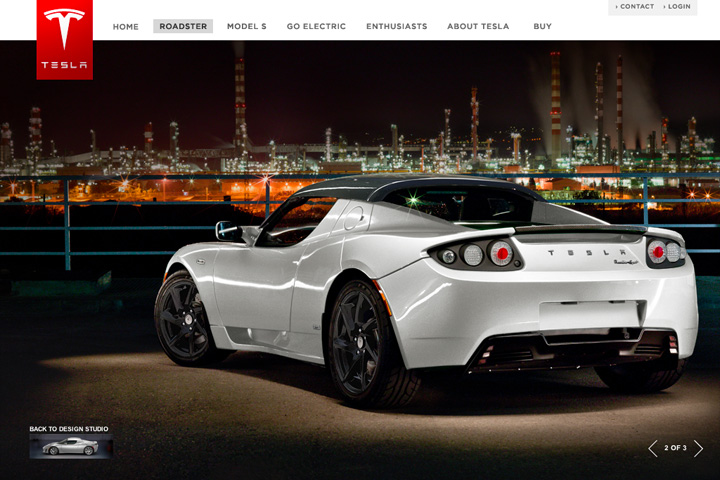 › CONTACT › LOGIN
HOME ROADSTER MODEL S GO ELECTRIC ENTHUSIASTS ABOUT TESLA BUY
TESLA
TESLA
BACK TO DESIGN STUDIO
2 OF 3